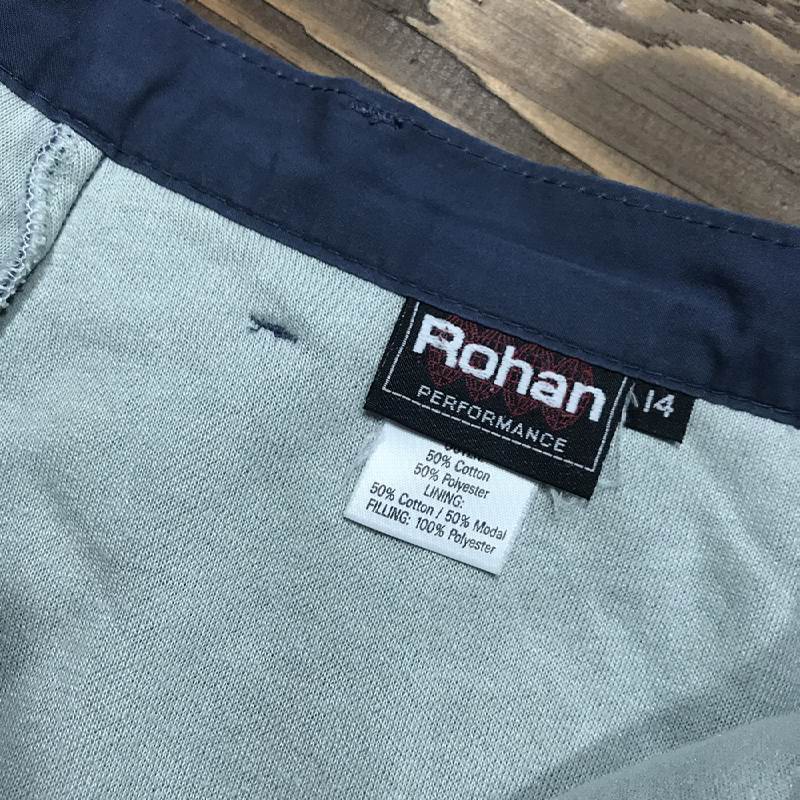 Rohan
PERFORMANCE
14
50% Cotton
50% Polyester
LINING:
50% Cotton / 50% Modal
FILLING: 100% Polyester